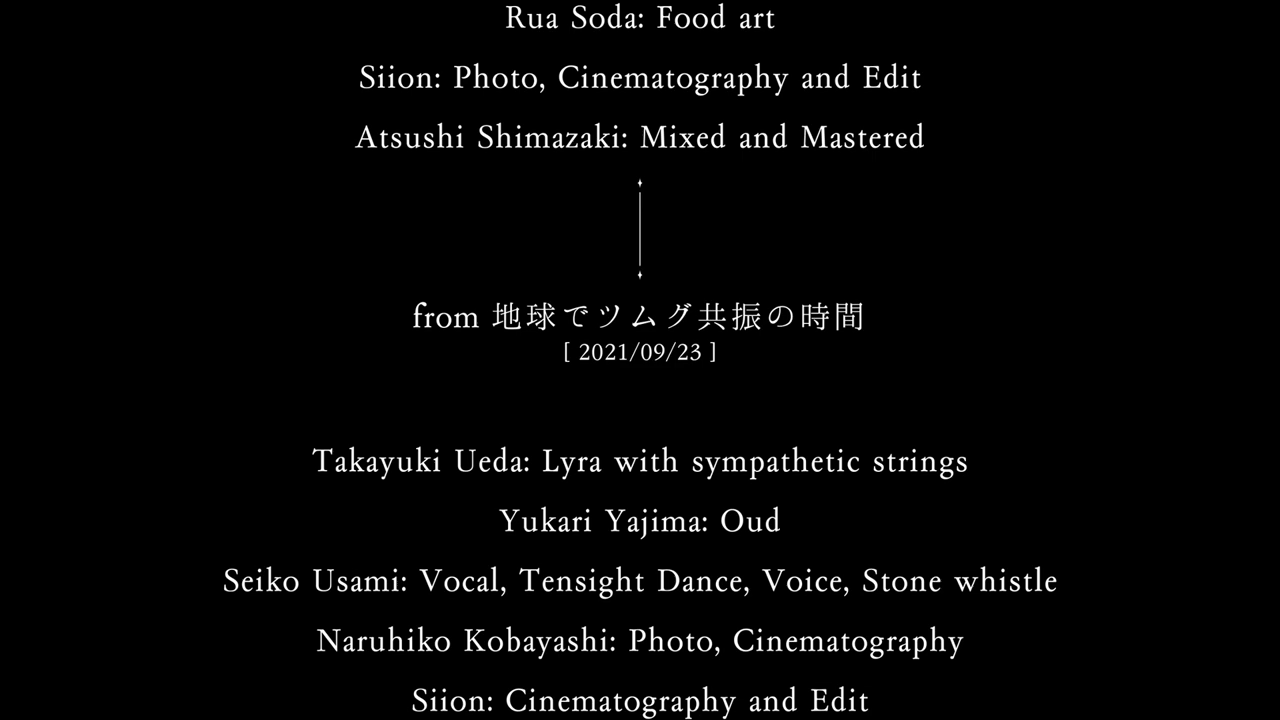 Rua Soda: Food art
Siion: Photo, Cinematography and Edit
Atsushi Shimazaki: Mixed and Mastered
from 地球でツムグ共振の時間
[ 2021/09/23 ]
Takayuki Ueda: Lyra with sympathetic strings
Yukari Yajima: Oud
Seiko Usami: Vocal, Tensight Dance, Voice, Stone whistle
Naruhiko Kobayashi: Photo, Cinematography
Siion: Cinematography and Edit